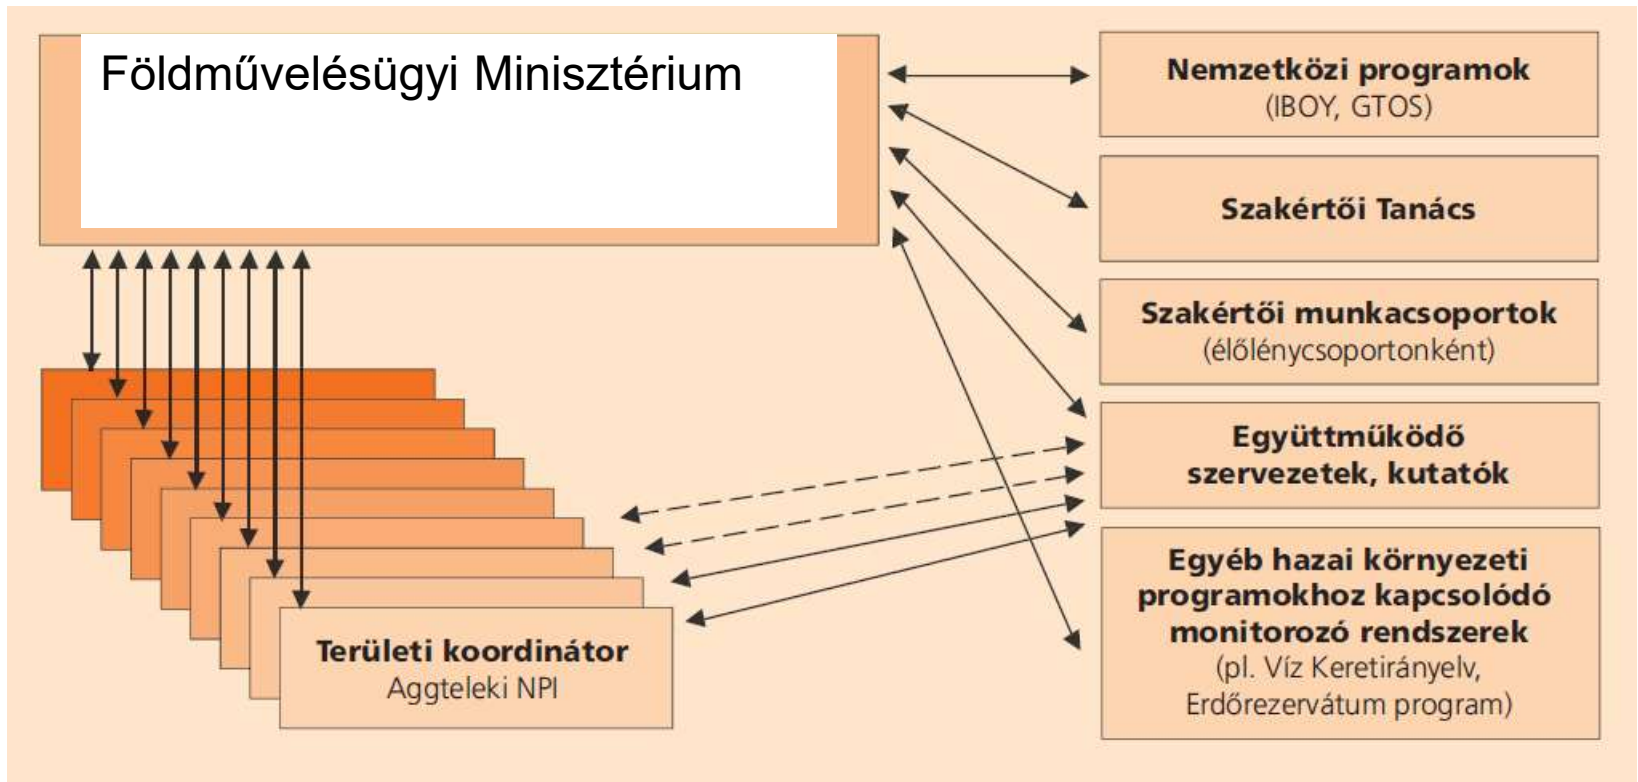 Földművelésügyi Minisztérium
Nemzetközi programok
(IBOY, GTOS)
Szakértői Tanács
Szakértői munkacsoportok
(élőlénycsoportonként)
Együttműködő
szervezetek, kutatók
Egyéb hazai környezeti
programokhoz kapcsolódó
monitorozó rendszerek
(pl. Víz Keretirányelv,
Erdőrezervátum program)
Területi koordinátor
Aggteleki NPI